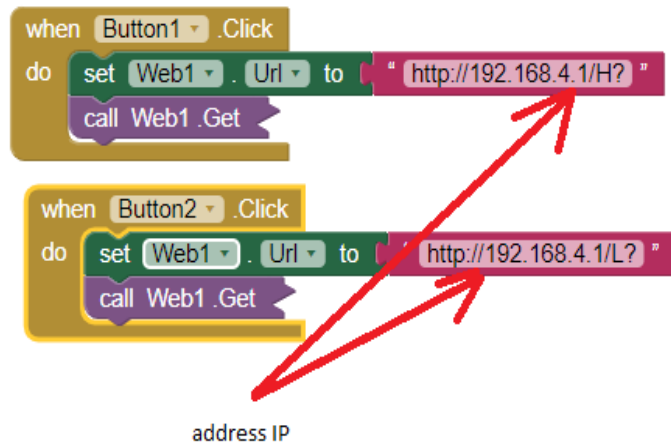 when Button1 .Click
do set Web1 . Url to “ http://192.168.4.1/H? ”
call Web1 .Get
when Button2 .Click
do set Web1 . Url to “ http://192.168.4.1/L? ”
call Web1 .Get
address IP